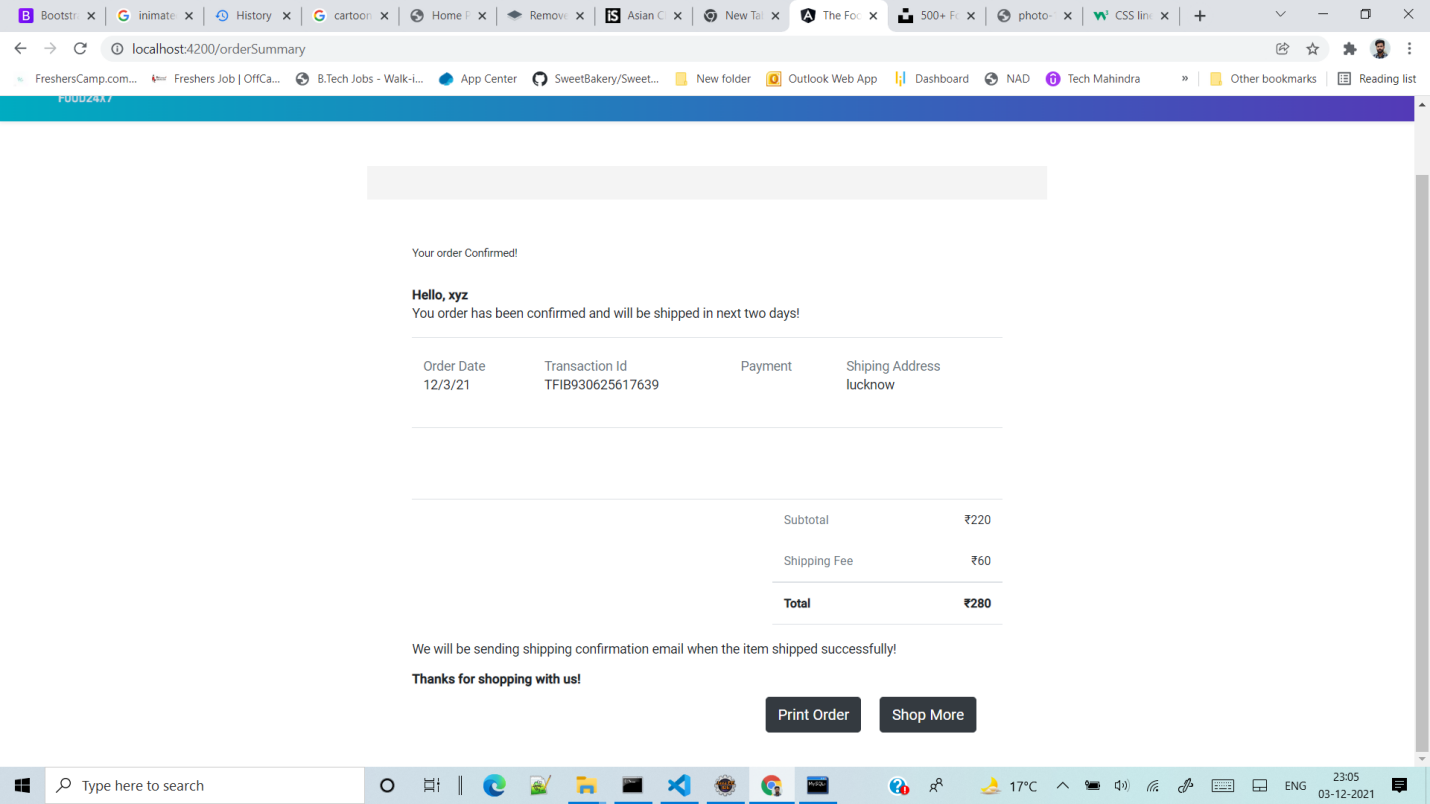 Bootstr
inimate
History
cartoon
Home P
Remove
Asian C
New Tab
The Foo
500+ Fo
photo-1
CSS line
localhost:4200/orderSummary
FreshersCamp.com...
Freshers Job | OffCa...
B.Tech Jobs - Walk-i...
App Center
SweetBakery/Sweet...
New folder
Outlook Web App
Dashboard
NAD
Tech Mahindra
»
Other bookmarks
Reading list
FOOD24X7
Your order Confirmed!
Hello, xyz
You order has been confirmed and will be shipped in next two days!
Order Date Transaction Id Payment Shiping Address
12/3/21 TFIB930625617639 lucknow
Subtotal ₹220
Shipping Fee ₹60
Total ₹280
We will be sending shipping confirmation email when the item shipped successfully!
Thanks for shopping with us!
Print Order Shop More
Type here to search
17°C
ENG
23:05
03-12-2021